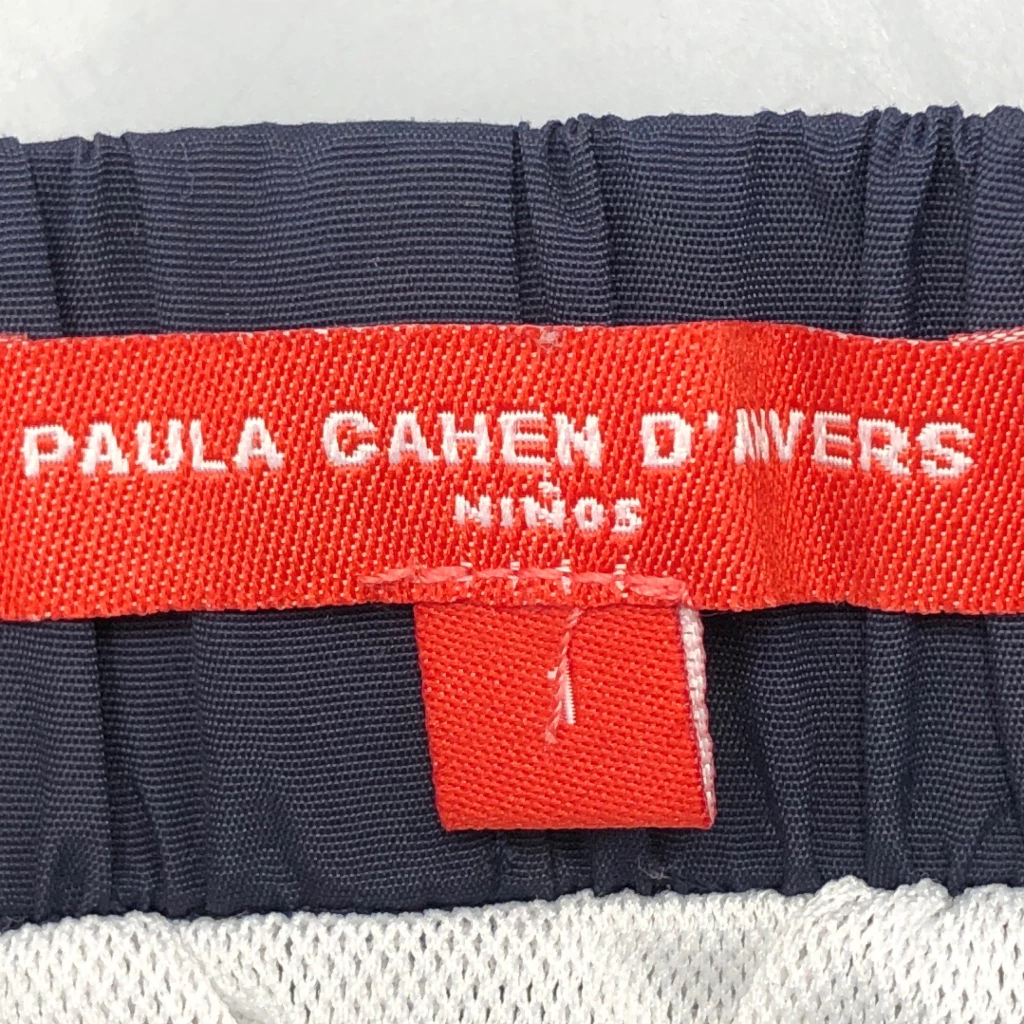 PAULA CAHEN D'ANVERS
NIÑOS
1